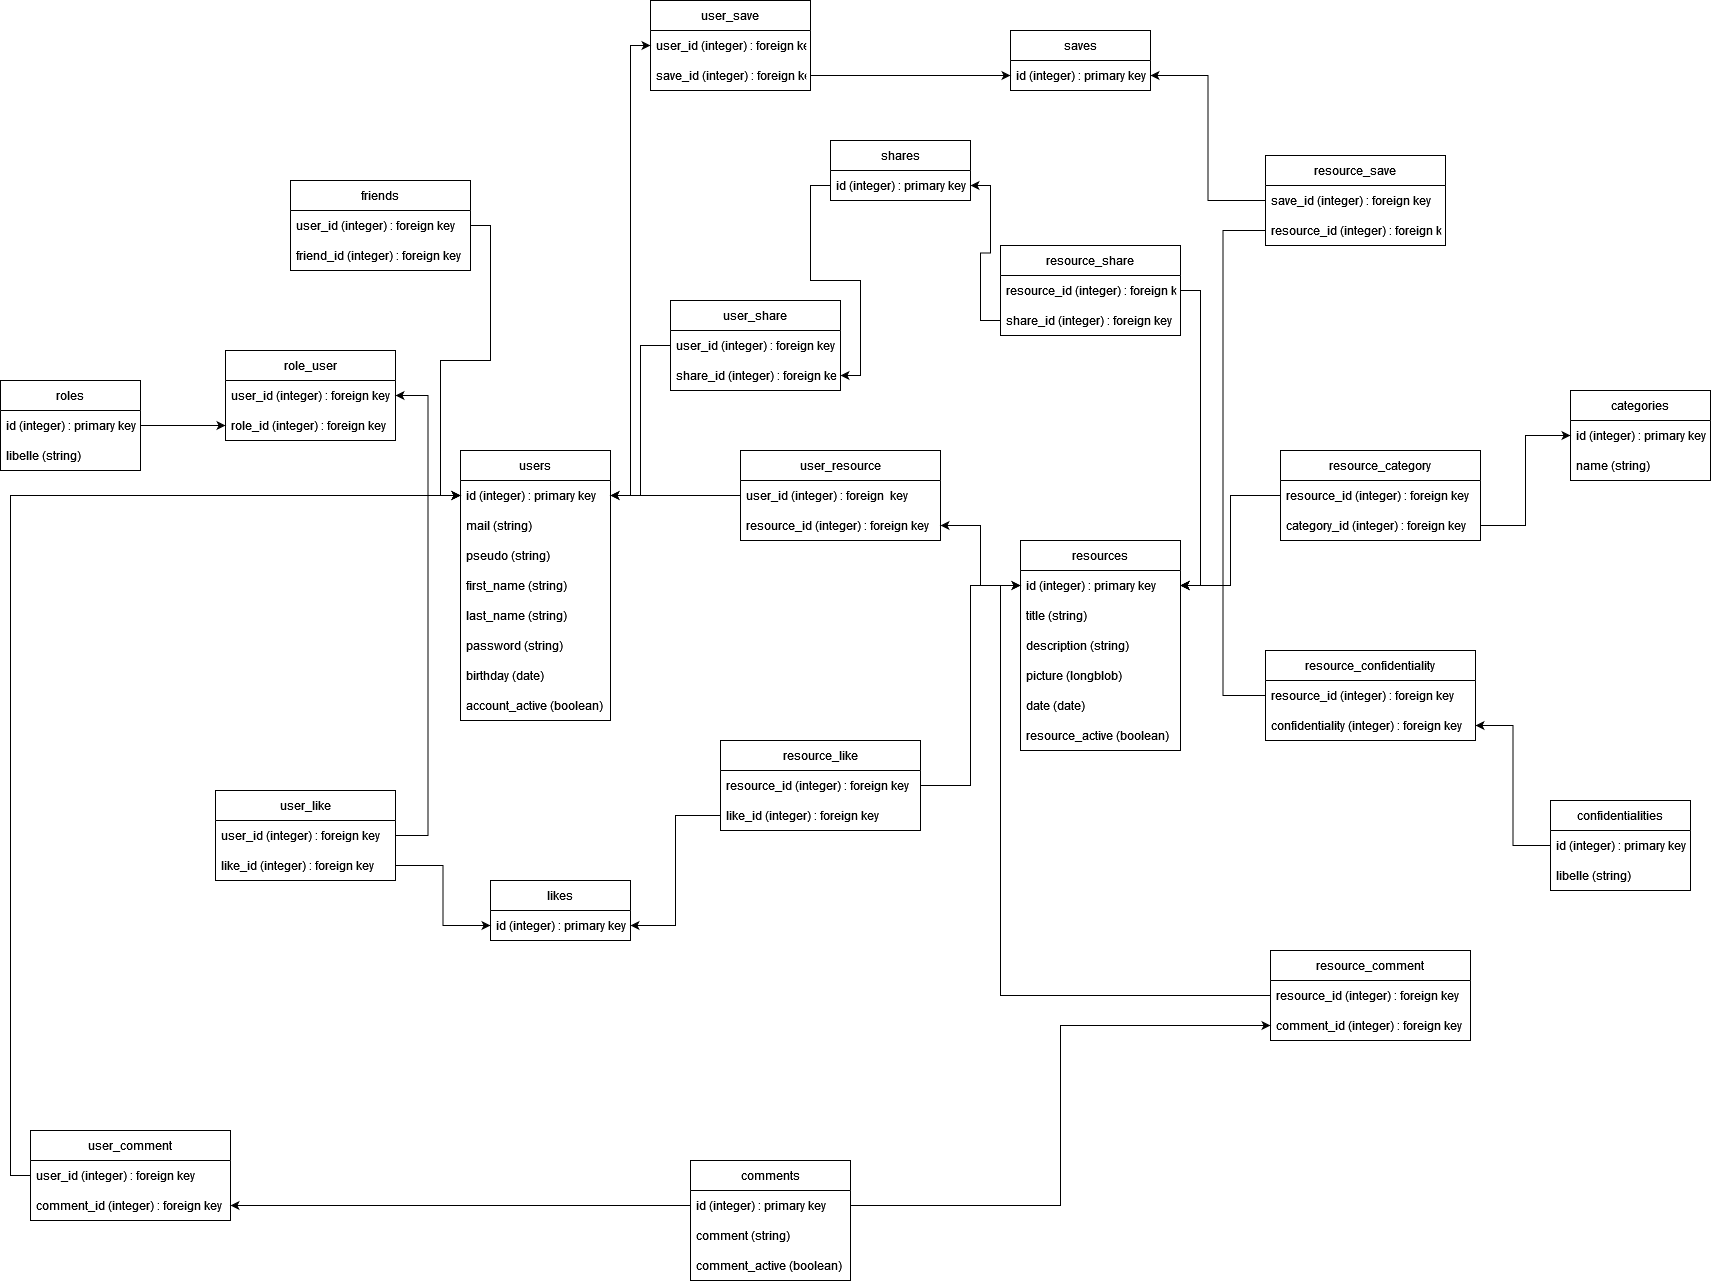 user_save
user_id (integer) : foreign ke
save_id (integer) : foreign ke
saves
id (integer) : primary key
shares
id (integer) : primary key
resource_save
save_id (integer) : foreign key
resource_id (integer) : foreign k
friends
user_id (integer) : foreign key
friend_id (integer) : foreign key
resource_share
resource_id (integer) : foreign k
share_id (integer) : foreign key
user_share
user_id (integer) : foreign key
share_id (integer) : foreign ke
role_user
user_id (integer) : foreign key
role_id (integer) : foreign key
roles
id (integer) : primary key
libelle (string)
categories
id (integer) : primary key
name (string)
users
id (integer) : primary key
mail (string)
pseudo (string)
first_name (string)
last_name (string)
password (string)
birthday (date)
account_active (boolean)
user_resource
user_id (integer) : foreign  key
resource_id (integer) : foreign key
resource_category
resource_id (integer) : foreign key
category_id (integer) : foreign key
resources
id (integer) : primary key
title (string)
description (string)
picture (longblob)
date (date)
resource_active (boolean)
resource_confidentiality
resource_id (integer) : foreign key
confidentiality (integer) : foreign key
resource_like
resource_id (integer) : foreign key
like_id (integer) : foreign key
user_like
user_id (integer) : foreign key
like_id (integer) : foreign key
confidentialities
id (integer) : primary key
libelle (string)
likes
id (integer) : primary key
resource_comment
resource_id (integer) : foreign key
comment_id (integer) : foreign key
user_comment
user_id (integer) : foreign key
comment_id (integer) : foreign key
comments
id (integer) : primary key
comment (string)
comment_active (boolean)